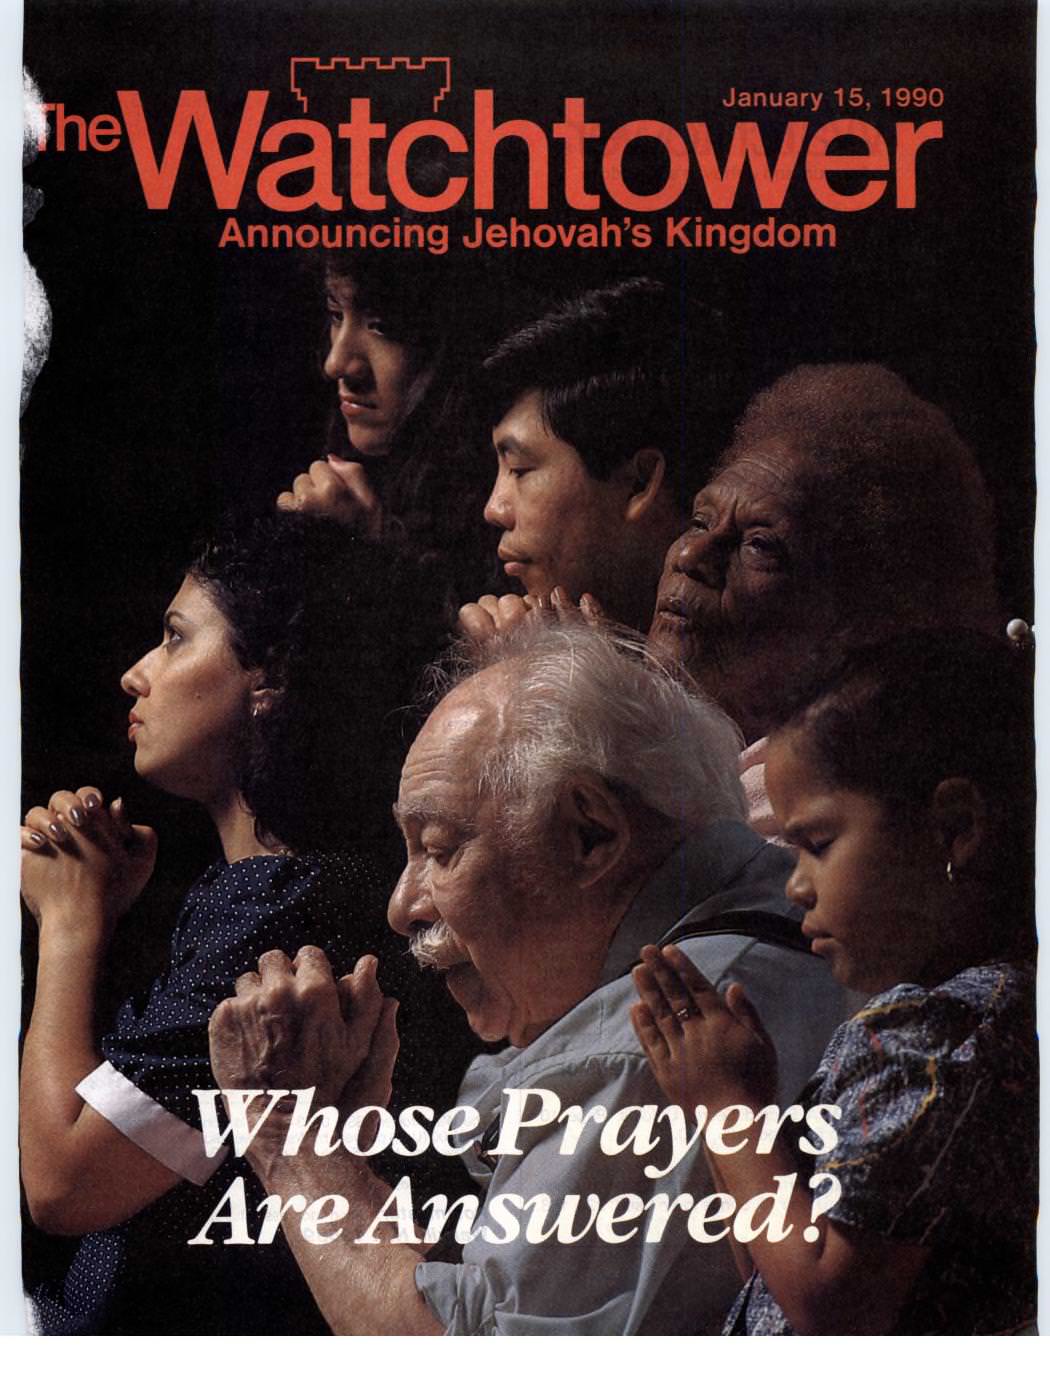 January 15, 1990
The Watchtower
Announcing Jehovah's Kingdom
Whose Prayers
Are Answered?